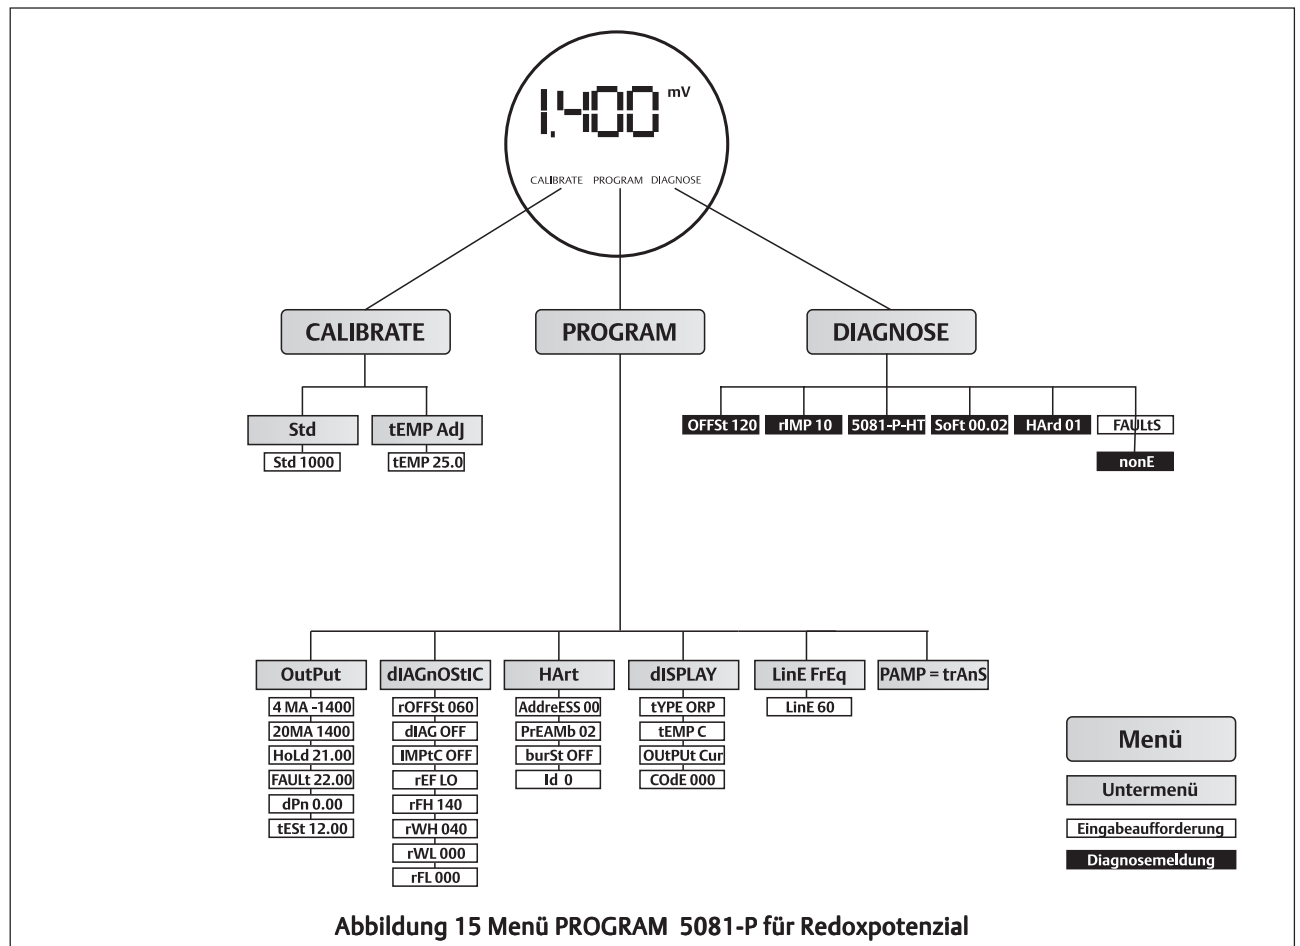 1.400 mV
CALIBRATE PROGRAM DIAGNOSE
CALIBRATE PROGRAM DIAGNOSE
Std tEMP AdJ
Std 1000 tEMP 25.0
OFFSt 120 rIMP 10 5081-P-HT SoFt 00.02 HArd 01 FAULtS
nonE
OutPut dIAGnOStIC HArt dISPLAY LinE FrEq PAMP = trAnS
4 MA -1400 rOFFSt 060 AddreESS 00 tYPE ORP LinE 60
20MA 1400 dIAG OFF PrEAMb 02 tEMP C
HoLd 21.00 IMPtC OFF burSt OFF OUtPUt Cur
FAULt 22.00 rEF LO Id 0 COdE 000
dPn 0.00 rFH 140
tESt 12.00 rWH 040
rWL 000
rFL 000
Menü
Untermenü
Eingabeaufforderung
Diagnosemeldung
Abbildung 15 Menü PROGRAM 5081-P für Redoxpotenzial